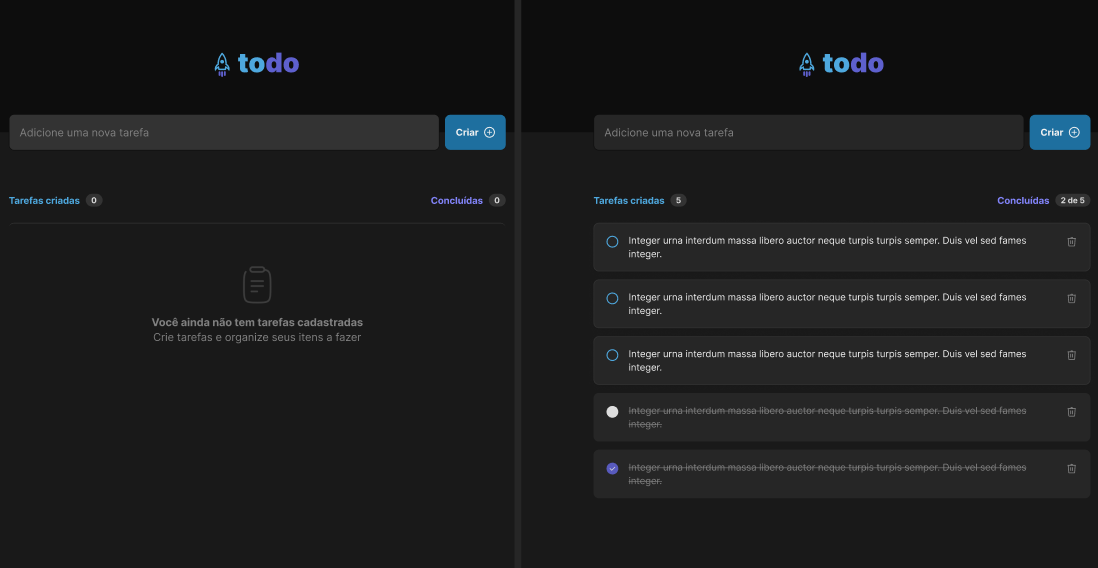 todo
Adicione uma nova tarefa
Criar
Tarefas criadas 0
Concluídas 0
Você ainda não tem tarefas cadastradas
Crie tarefas e organize seus itens a fazer
todo
Adicione uma nova tarefa
Criar
Tarefas criadas 5
Concluídas 2 de 5
Integer urna interdum massa libero auctor neque turpis turpis semper. Duis vel sed fames
integer.
Integer urna interdum massa libero auctor neque turpis turpis semper. Duis vel sed fames
integer.
Integer urna interdum massa libero auctor neque turpis turpis semper. Duis vel sed fames
integer.
Integer urna interdum massa libero auctor neque turpis turpis semper. Duis vel sed fames
integer.
Integer urna interdum massa libero auctor neque turpis turpis semper. Duis vel sed fames
integer.